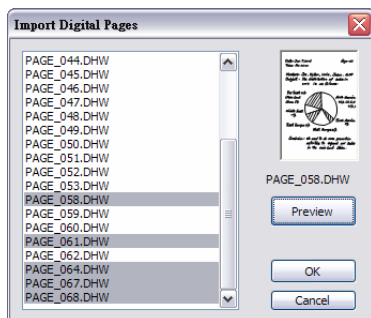 Import Digital Pages
PAGE_044.DHW
PAGE_045.DHW
PAGE_046.DHW
PAGE_047.DHW
PAGE_048.DHW
PAGE_049.DHW
PAGE_050.DHW
PAGE_051.DHW
PAGE_052.DHW
PAGE_053.DHW
PAGE_058.DHW
PAGE_059.DHW
PAGE_060.DHW
PAGE_061.DHW
PAGE_062.DHW
PAGE_064.DHW
PAGE_067.DHW
PAGE_068.DHW
PAGE_058.DHW
Preview
OK
Cancel